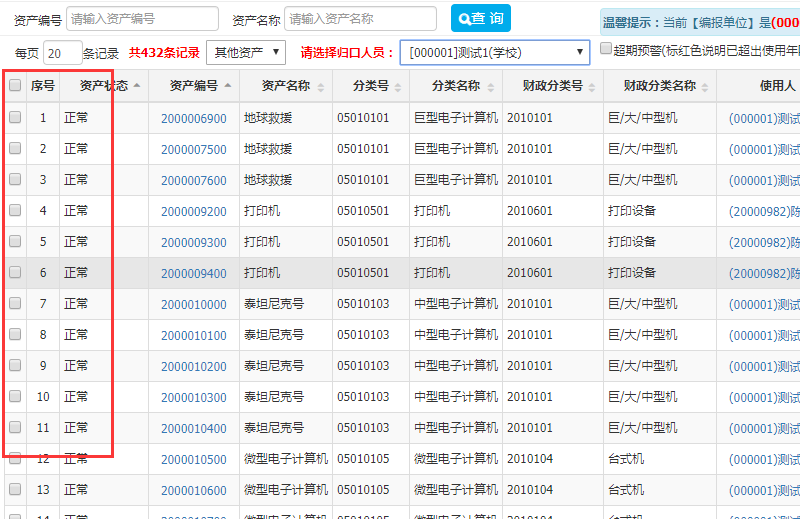 资产编号 请输入资产编号 资产名称 请输入资产名称 查 询 温馨提示：当前【编报单位】是(000
每页 20 条记录 共432条记录 其他资产 请选择归口人员： [000001]测试1(学校) 超期预警(标红色说明已超出使用年
序号 资产状态 资产编号 资产名称 分类号 分类名称 财政分类号 财政分类名称 使用人
1 正常 2000006900 地球救援 05010101 巨型电子计算机 2010101 巨/大/中型机 (000001)测试
2 正常 2000007500 地球救援 05010101 巨型电子计算机 2010101 巨/大/中型机 (000001)测试
3 正常 2000007600 地球救援 05010101 巨型电子计算机 2010101 巨/大/中型机 (000001)测试
4 正常 2000009200 打印机 05010501 打印机 2010601 打印设备 (20000982)陈
5 正常 2000009300 打印机 05010501 打印机 2010601 打印设备 (20000982)陈
6 正常 2000009400 打印机 05010501 打印机 2010601 打印设备 (20000982)陈
7 正常 2000010000 泰坦尼克号 05010103 中型电子计算机 2010101 巨/大/中型机 (000001)测试
8 正常 2000010100 泰坦尼克号 05010103 中型电子计算机 2010101 巨/大/中型机 (000001)测试
9 正常 2000010200 泰坦尼克号 05010103 中型电子计算机 2010101 巨/大/中型机 (000001)测试
10 正常 2000010300 泰坦尼克号 05010103 中型电子计算机 2010101 巨/大/中型机 (000001)测试
11 正常 2000010400 泰坦尼克号 05010103 中型电子计算机 2010101 巨/大/中型机 (000001)测试
12 正常 2000010500 微型电子计算机 05010105 微型电子计算机 2010104 台式机 (000001)测试
13 正常 2000010600 微型电子计算机 05010105 微型电子计算机 2010104 台式机 (000001)测试